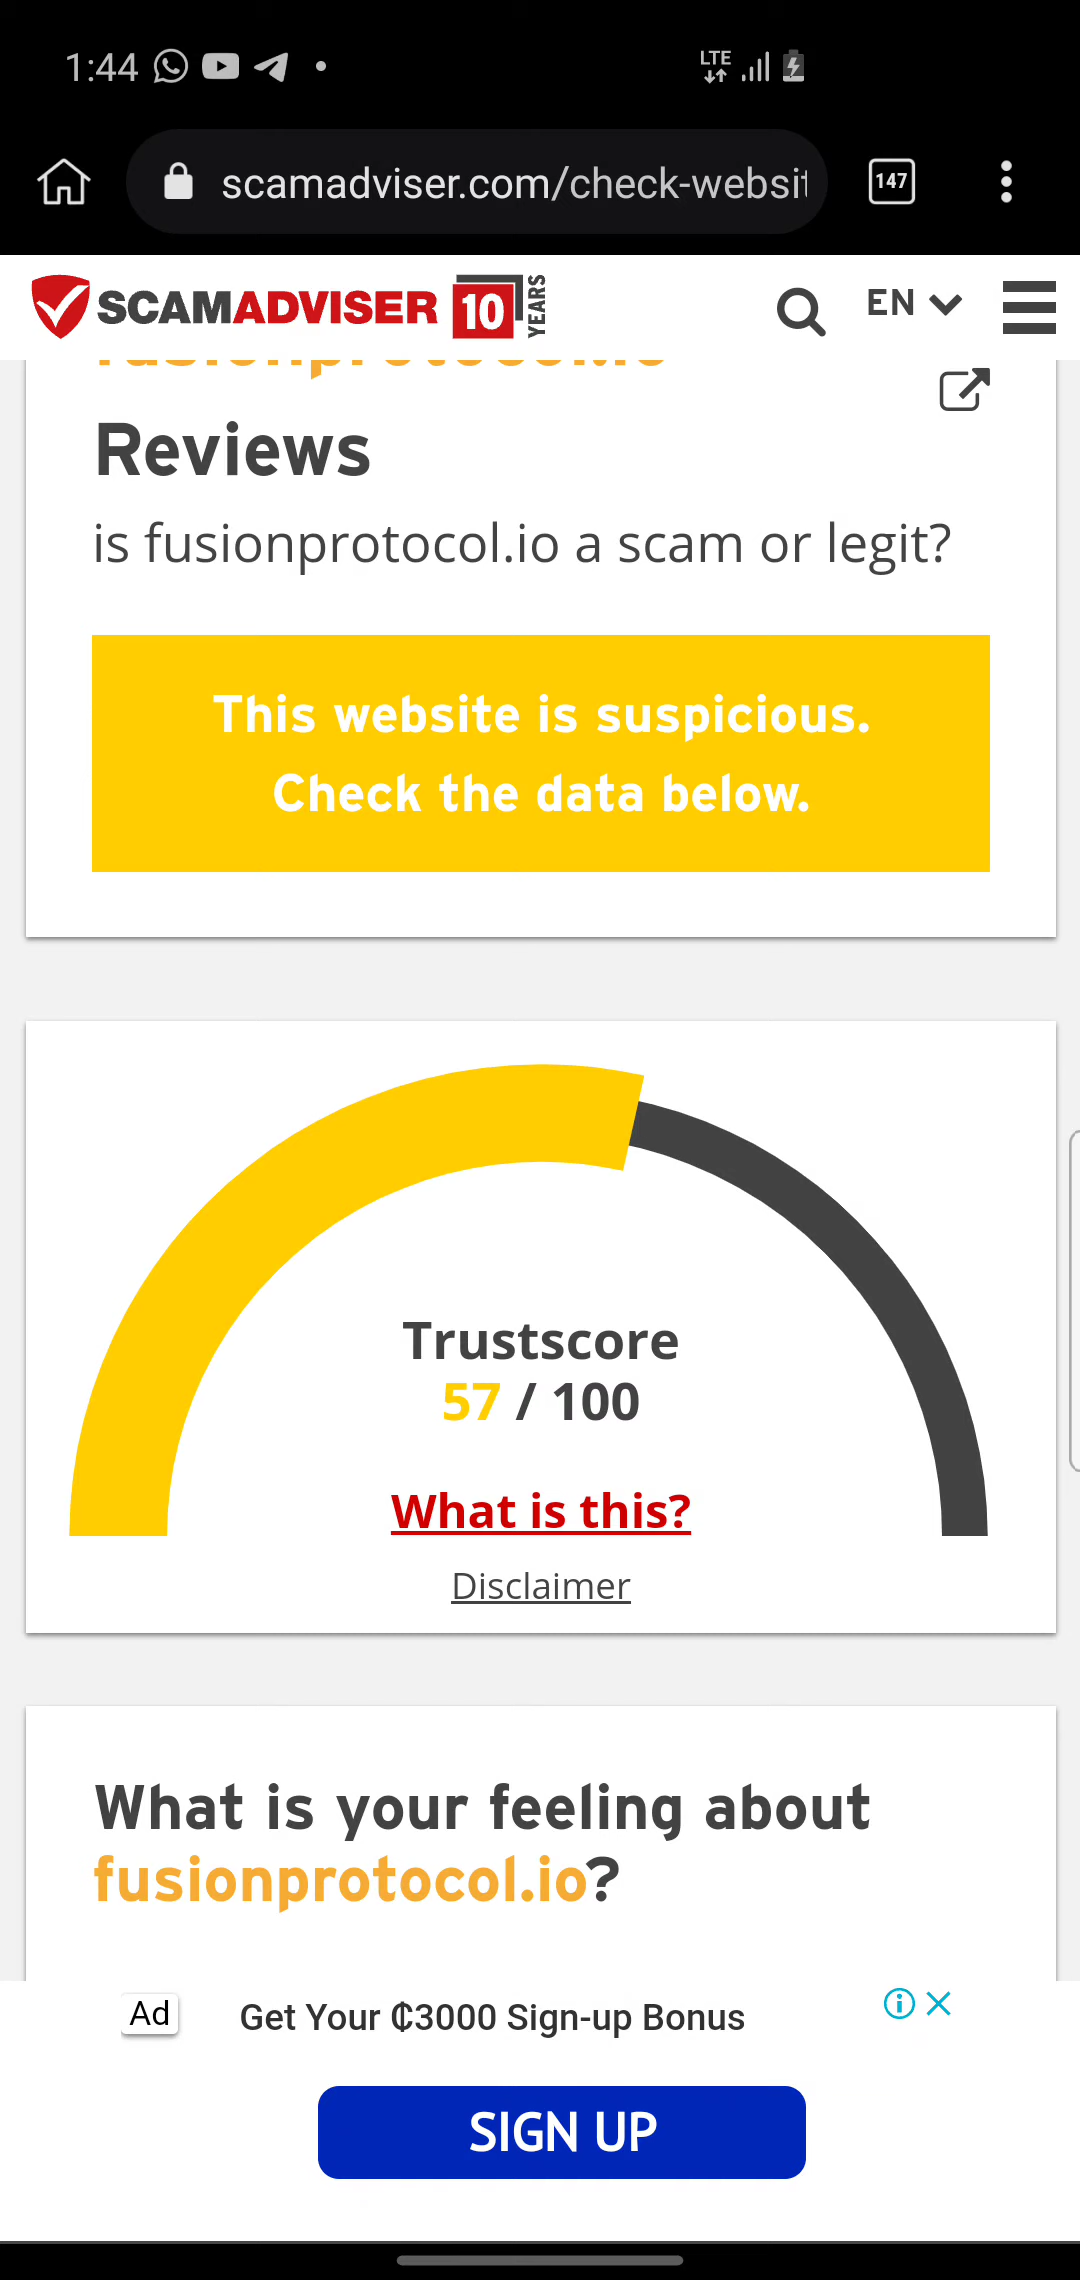 1:44
LTE
scamadviser.com/check-websit
147
SCAMADVISER 10 YEARS
EN
Reviews
is fusionprotocol.io a scam or legit?
This website is suspicious.
Check the data below.
Trustscore
57 / 100
What is this?
Disclaimer
What is your feeling about
fusionprotocol.io?
Ad
Get Your ₵3000 Sign-up Bonus
SIGN UP